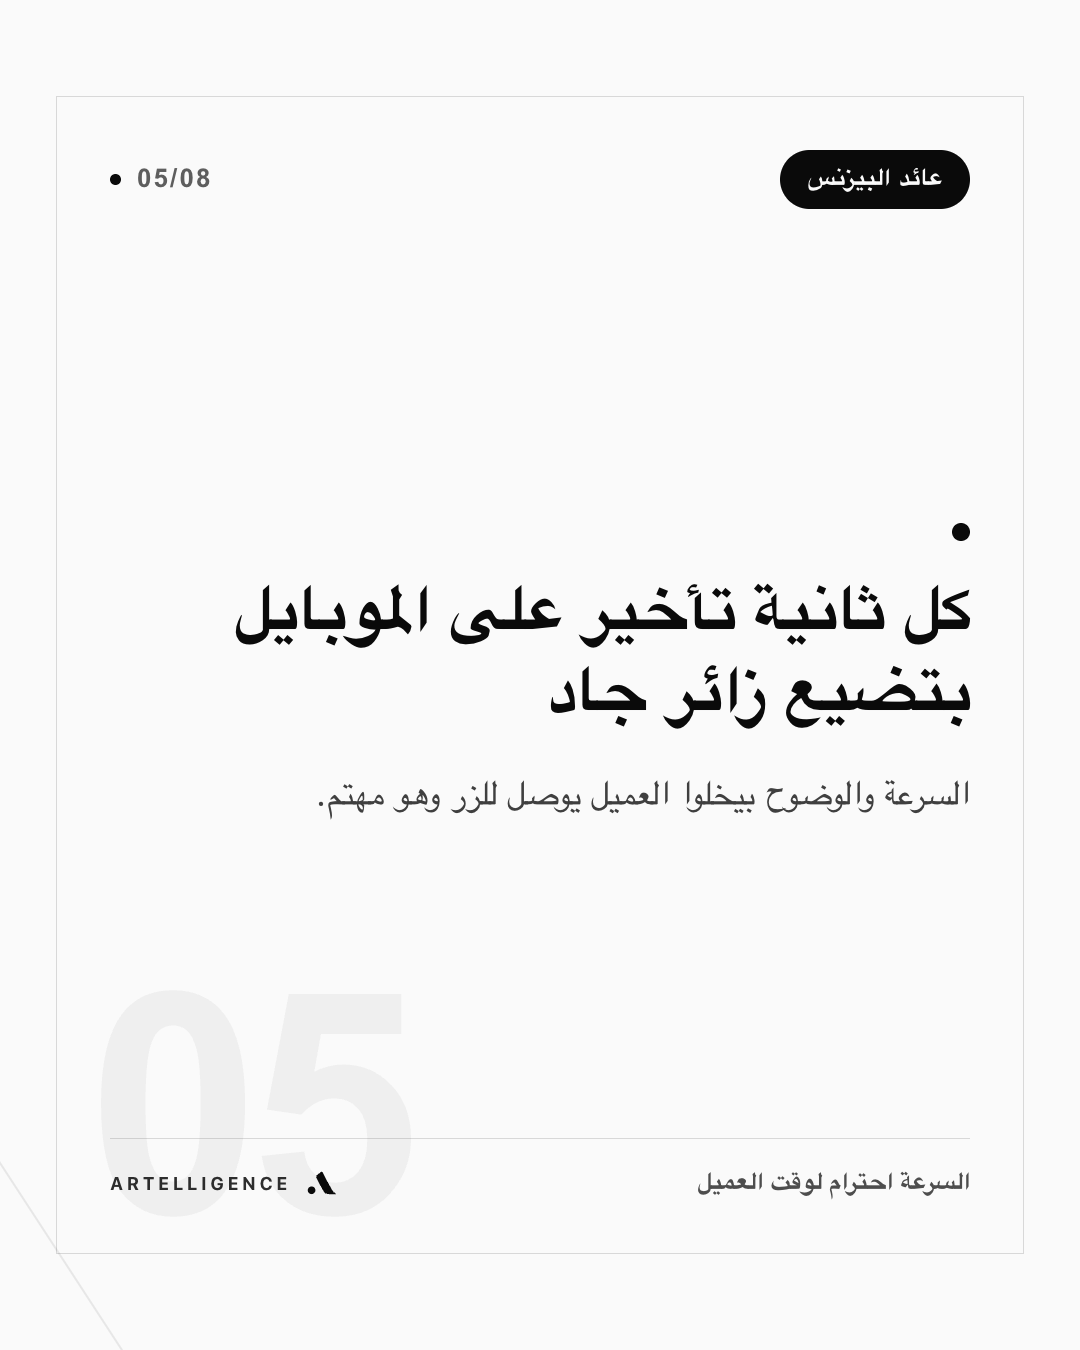 عائد البيزنس
05/08
كل ثانية تأخير على الموبايل
بتضيع زائر جاد
السرعة والوضوح بيخلوا العميل يوصل للزر وهو مهتم.
05
السرعة احترام لوقت العميل
ARTELLIGENCE